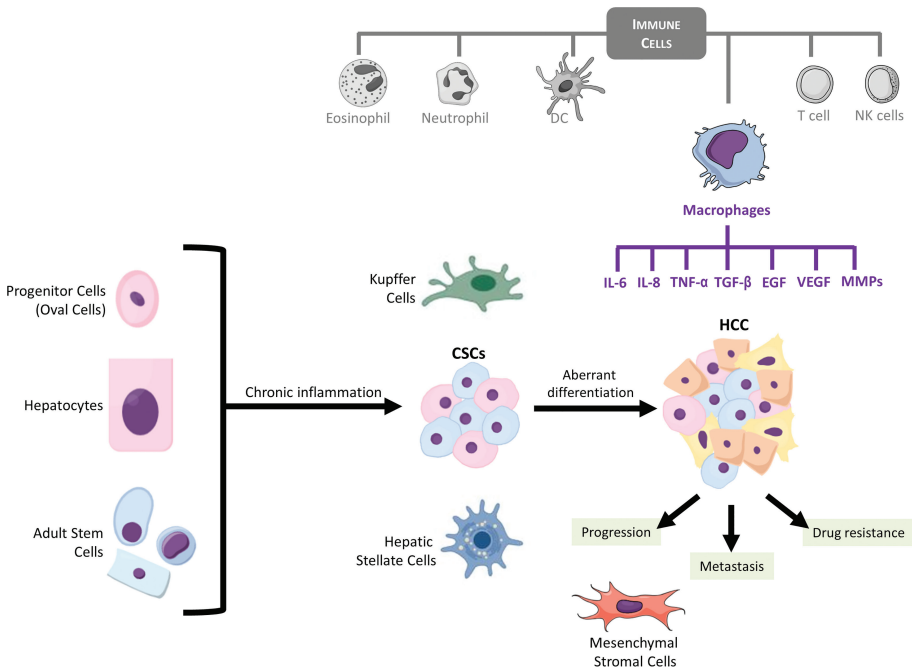 IMMUNE
CELLS
Eosinophil
Neutrophil
DC
T cell
NK cells
Macrophages
IL-6
IL-8
TNF-α
TGF-β
EGF
VEGF
MMPs
Progenitor Cells
(Oval Cells)
Hepatocytes
Adult Stem
Cells
Chronic inflammation
Kupffer
Cells
CSCs
Hepatic
Stellate Cells
Aberrant
differentiation
HCC
Progression
Metastasis
Drug resistance
Mesenchymal
Stromal Cells